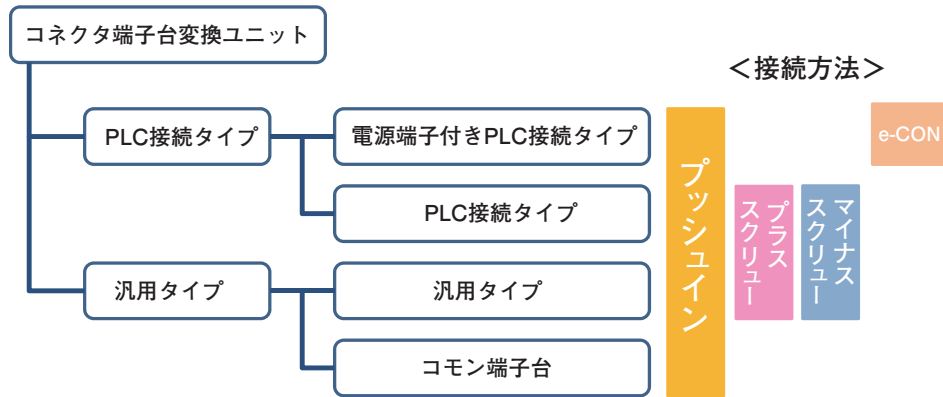 コネクタ端子台変換ユニット
＜接続方法＞
PLC接続タイプ
電源端子付きPLC接続タイプ
e-CON
PLC接続タイプ
汎用タイプ
汎用タイプ
コモン端子台
プッシュイン
プラス
スクリュー
マイナス
スクリュー